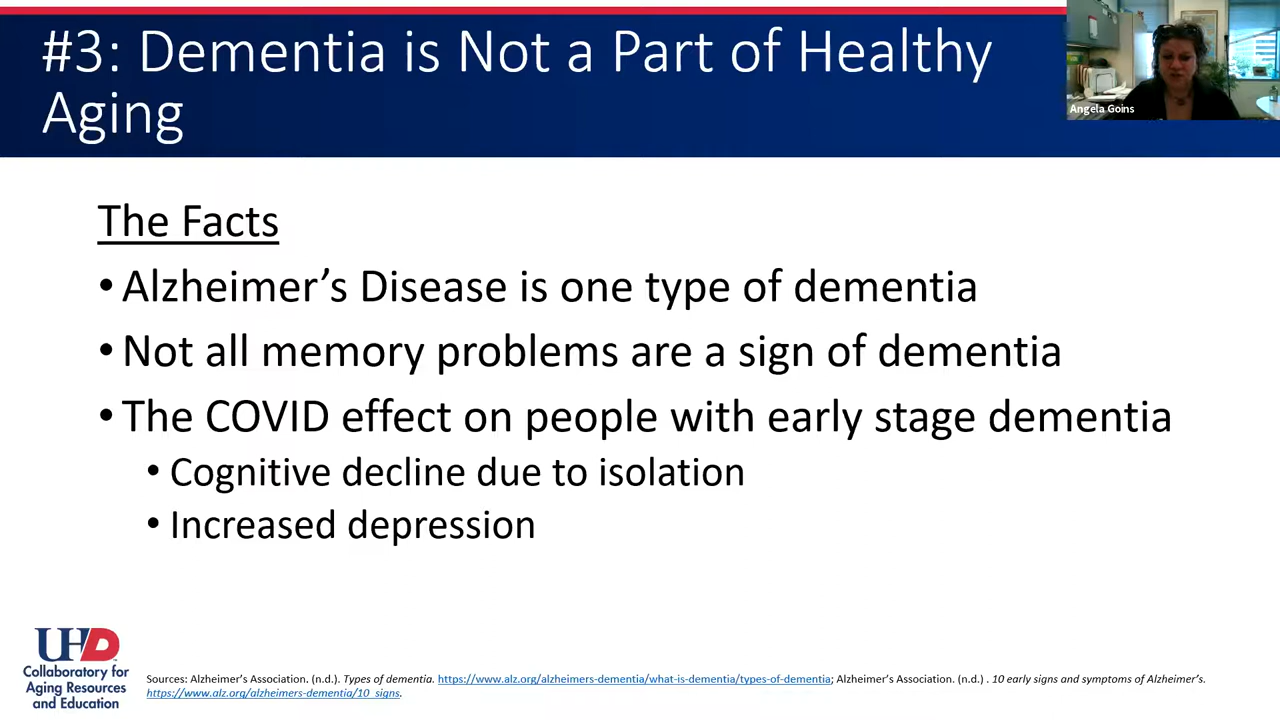 #3: Dementia is Not a Part of Healthy
Aging
Angela Goins
The Facts
• Alzheimer’s Disease is one type of dementia
• Not all memory problems are a sign of dementia
• The COVID effect on people with early stage dementia
• Cognitive decline due to isolation
• Increased depression
UHD
Collaboratory for
Aging Resources
and Education
Sources: Alzheimer’s Association. (n.d.). Types of dementia. https://www.alz.org/alzheimers-dementia/what-is-dementia/types-of-dementia; Alzheimer’s Association. (n.d.) . 10 early signs and symptoms of Alzheimer’s.
https://www.alz.org/alzheimers-dementia/10_signs.